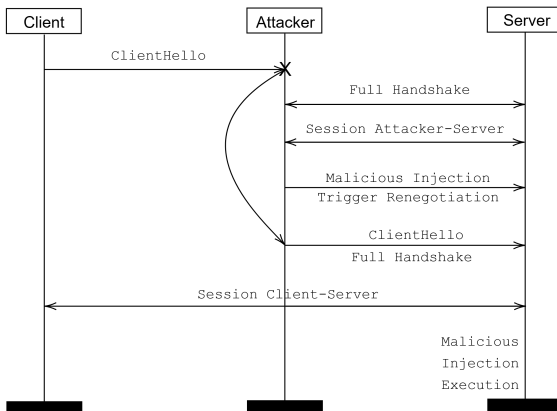 Client
Attacker
Server
ClientHello
X
Full Handshake
Session Attacker-Server
Malicious Injection
Trigger Renegotiation
ClientHello
Full Handshake
Session Client-Server
Malicious
Injection
Execution